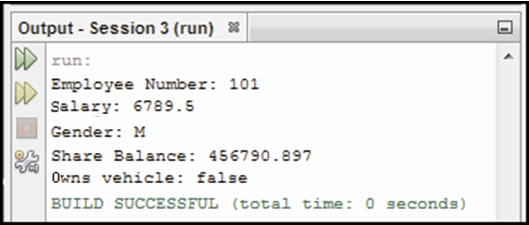 Output - Session 3 (run)
run:
Employee Number: 101
Salary: 6789.5
Gender: M
Share Balance: 456790.897
Owns vehicle: false
BUILD SUCCESSFUL (total time: 0 seconds)